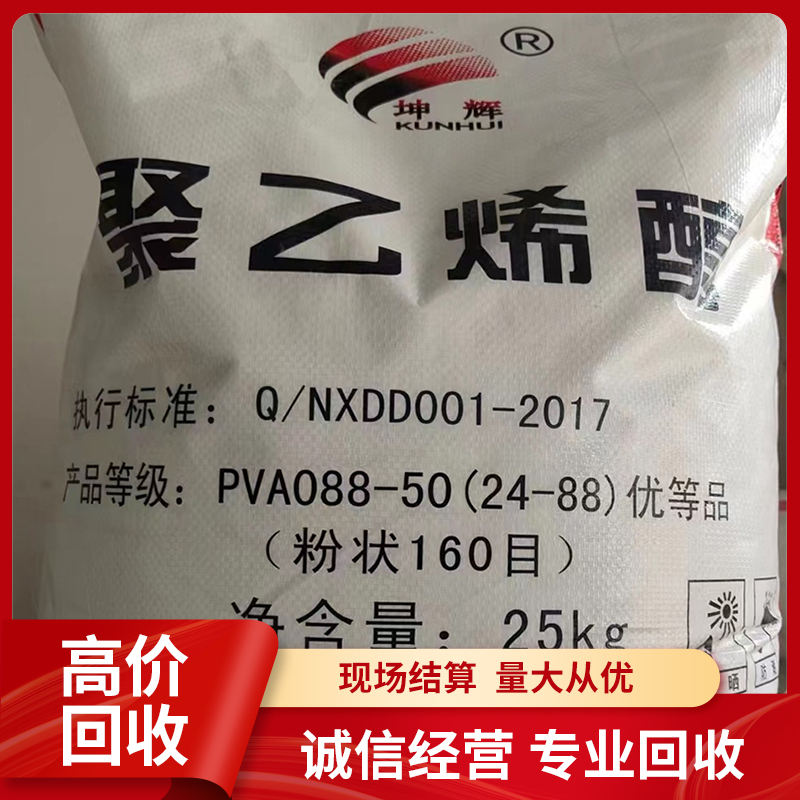 ®
坤辉
KUNHUI
聚乙烯醇
执行标准：Q/NXDD001-2017
产品等级：PVA088-50(24-88)优等品
（粉状160目）
净含量：25kg
晒
防
高价
回收
现场结算 量大从优
诚信经营 专业回收